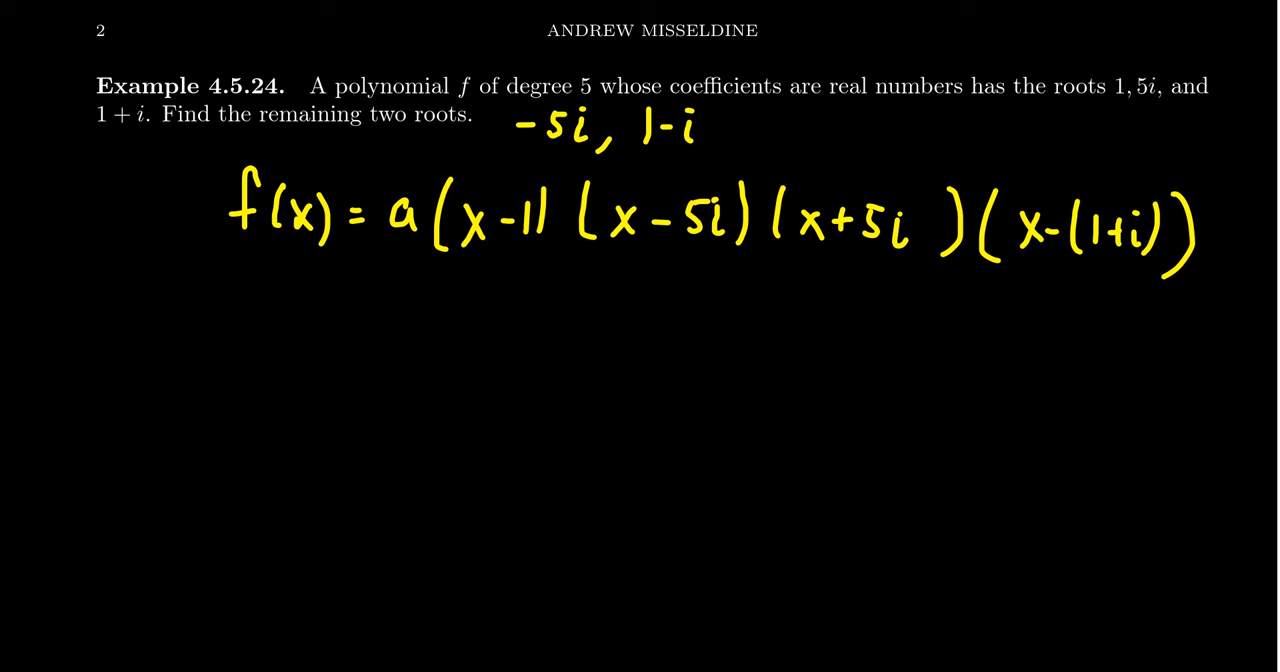 2 ANDREW MISSELDINE
Example 4.5.24. A polynomial f of degree 5 whose coefficients are real numbers has the roots 1, 5i, and
1 + i. Find the remaining two roots. -5i, 1-i
f(x) = a(x-1)(x-5i)(x+5i)(x-(1+i))